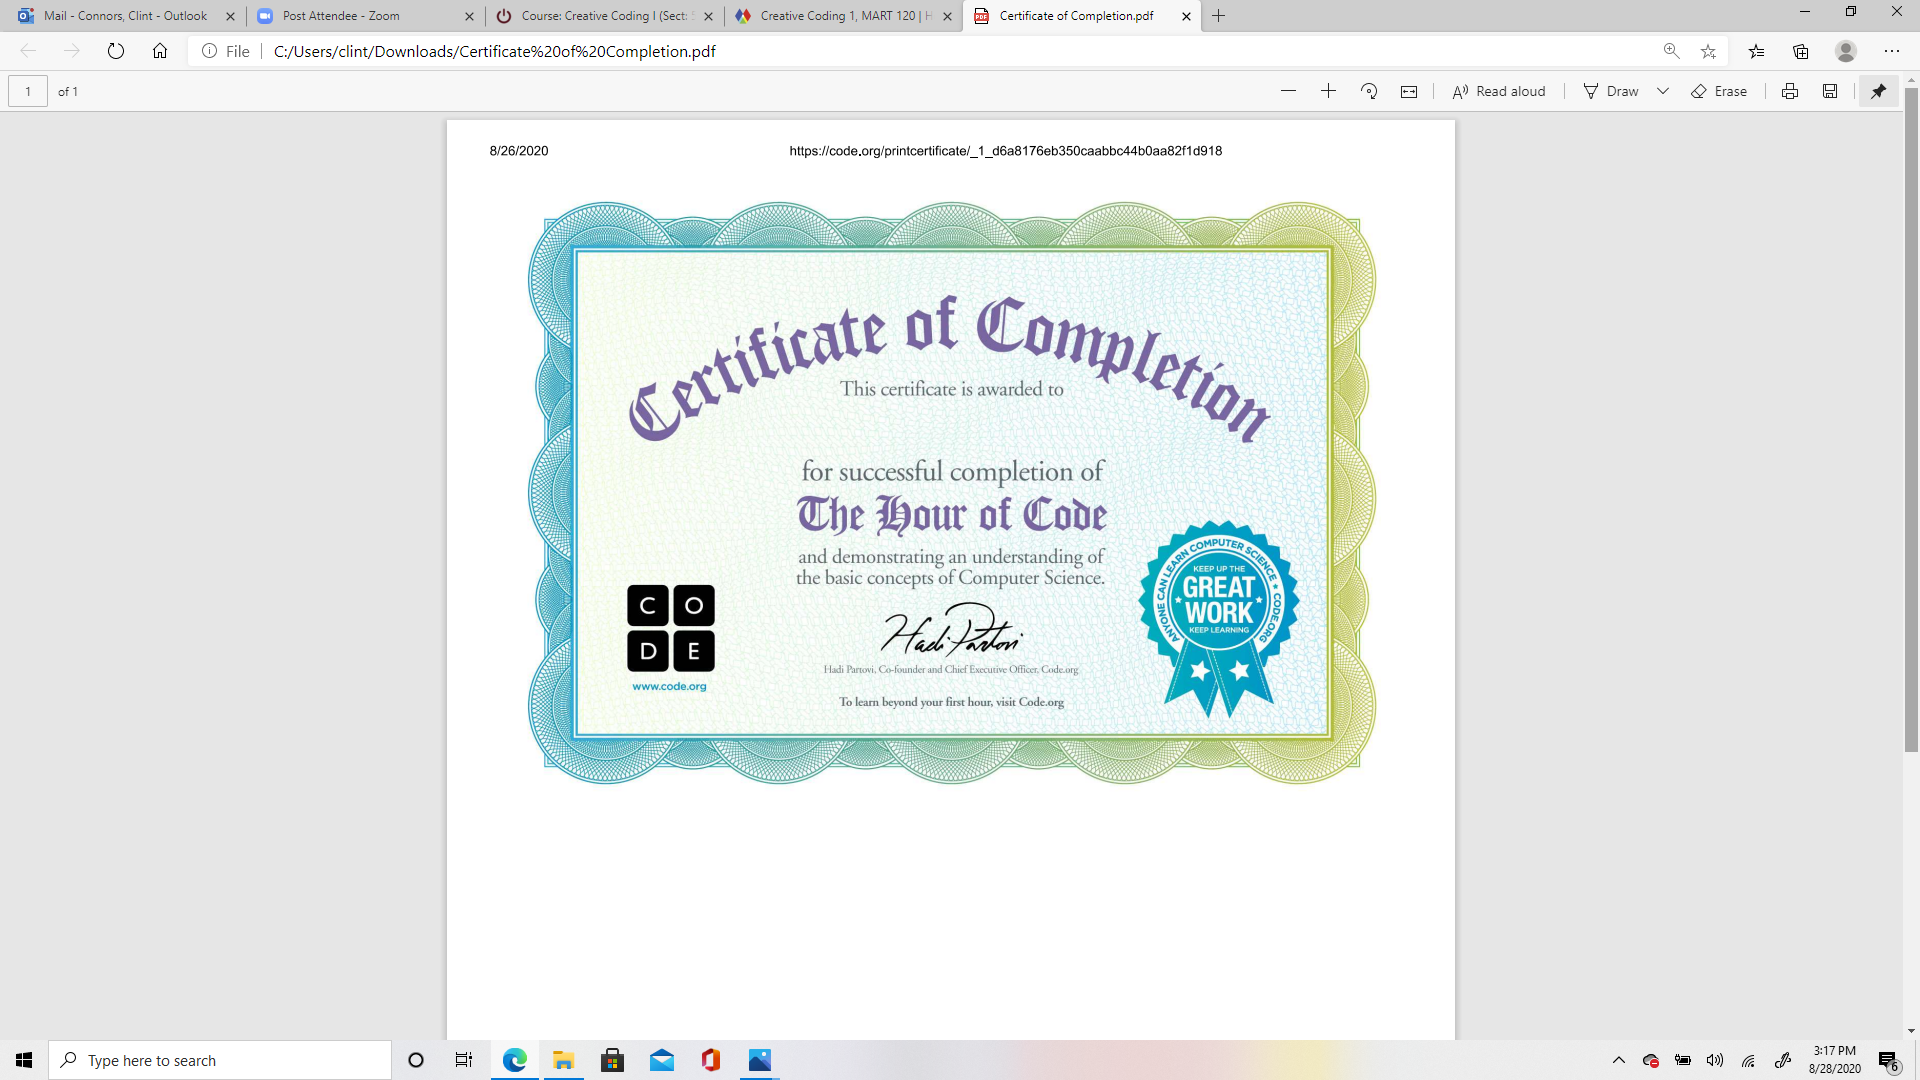 Mail - Connors, Clint - Outlook
Post Attendee - Zoom
Course: Creative Coding I (Sect:
Creative Coding 1, MART 120 | H
Certificate of Completion.pdf
File
C:/Users/clint/Downloads/Certificate%20of%20Completion.pdf
1 of 1
Read aloud
Draw
Erase
8/26/2020
https://code.org/printcertificate/_1_d6a8176eb350caabbc44b0aa82f1d918
Certificate of Completion
This certificate is awarded to
for successful completion of
The Hour of Code
and demonstrating an understanding of
the basic concepts of Computer Science.
C O
D E
www.code.org
Hadi Partovi
Hadi Partovi, Co-founder and Chief Executive Officer, Code.org
To learn beyond your first hour, visit Code.org
ANYONE CAN LEARN COMPUTER SCIENCE ★ CODE.ORG
KEEP UP THE
GREAT
WORK
KEEP LEARNING
Type here to search
3:17 PM
8/28/2020
6